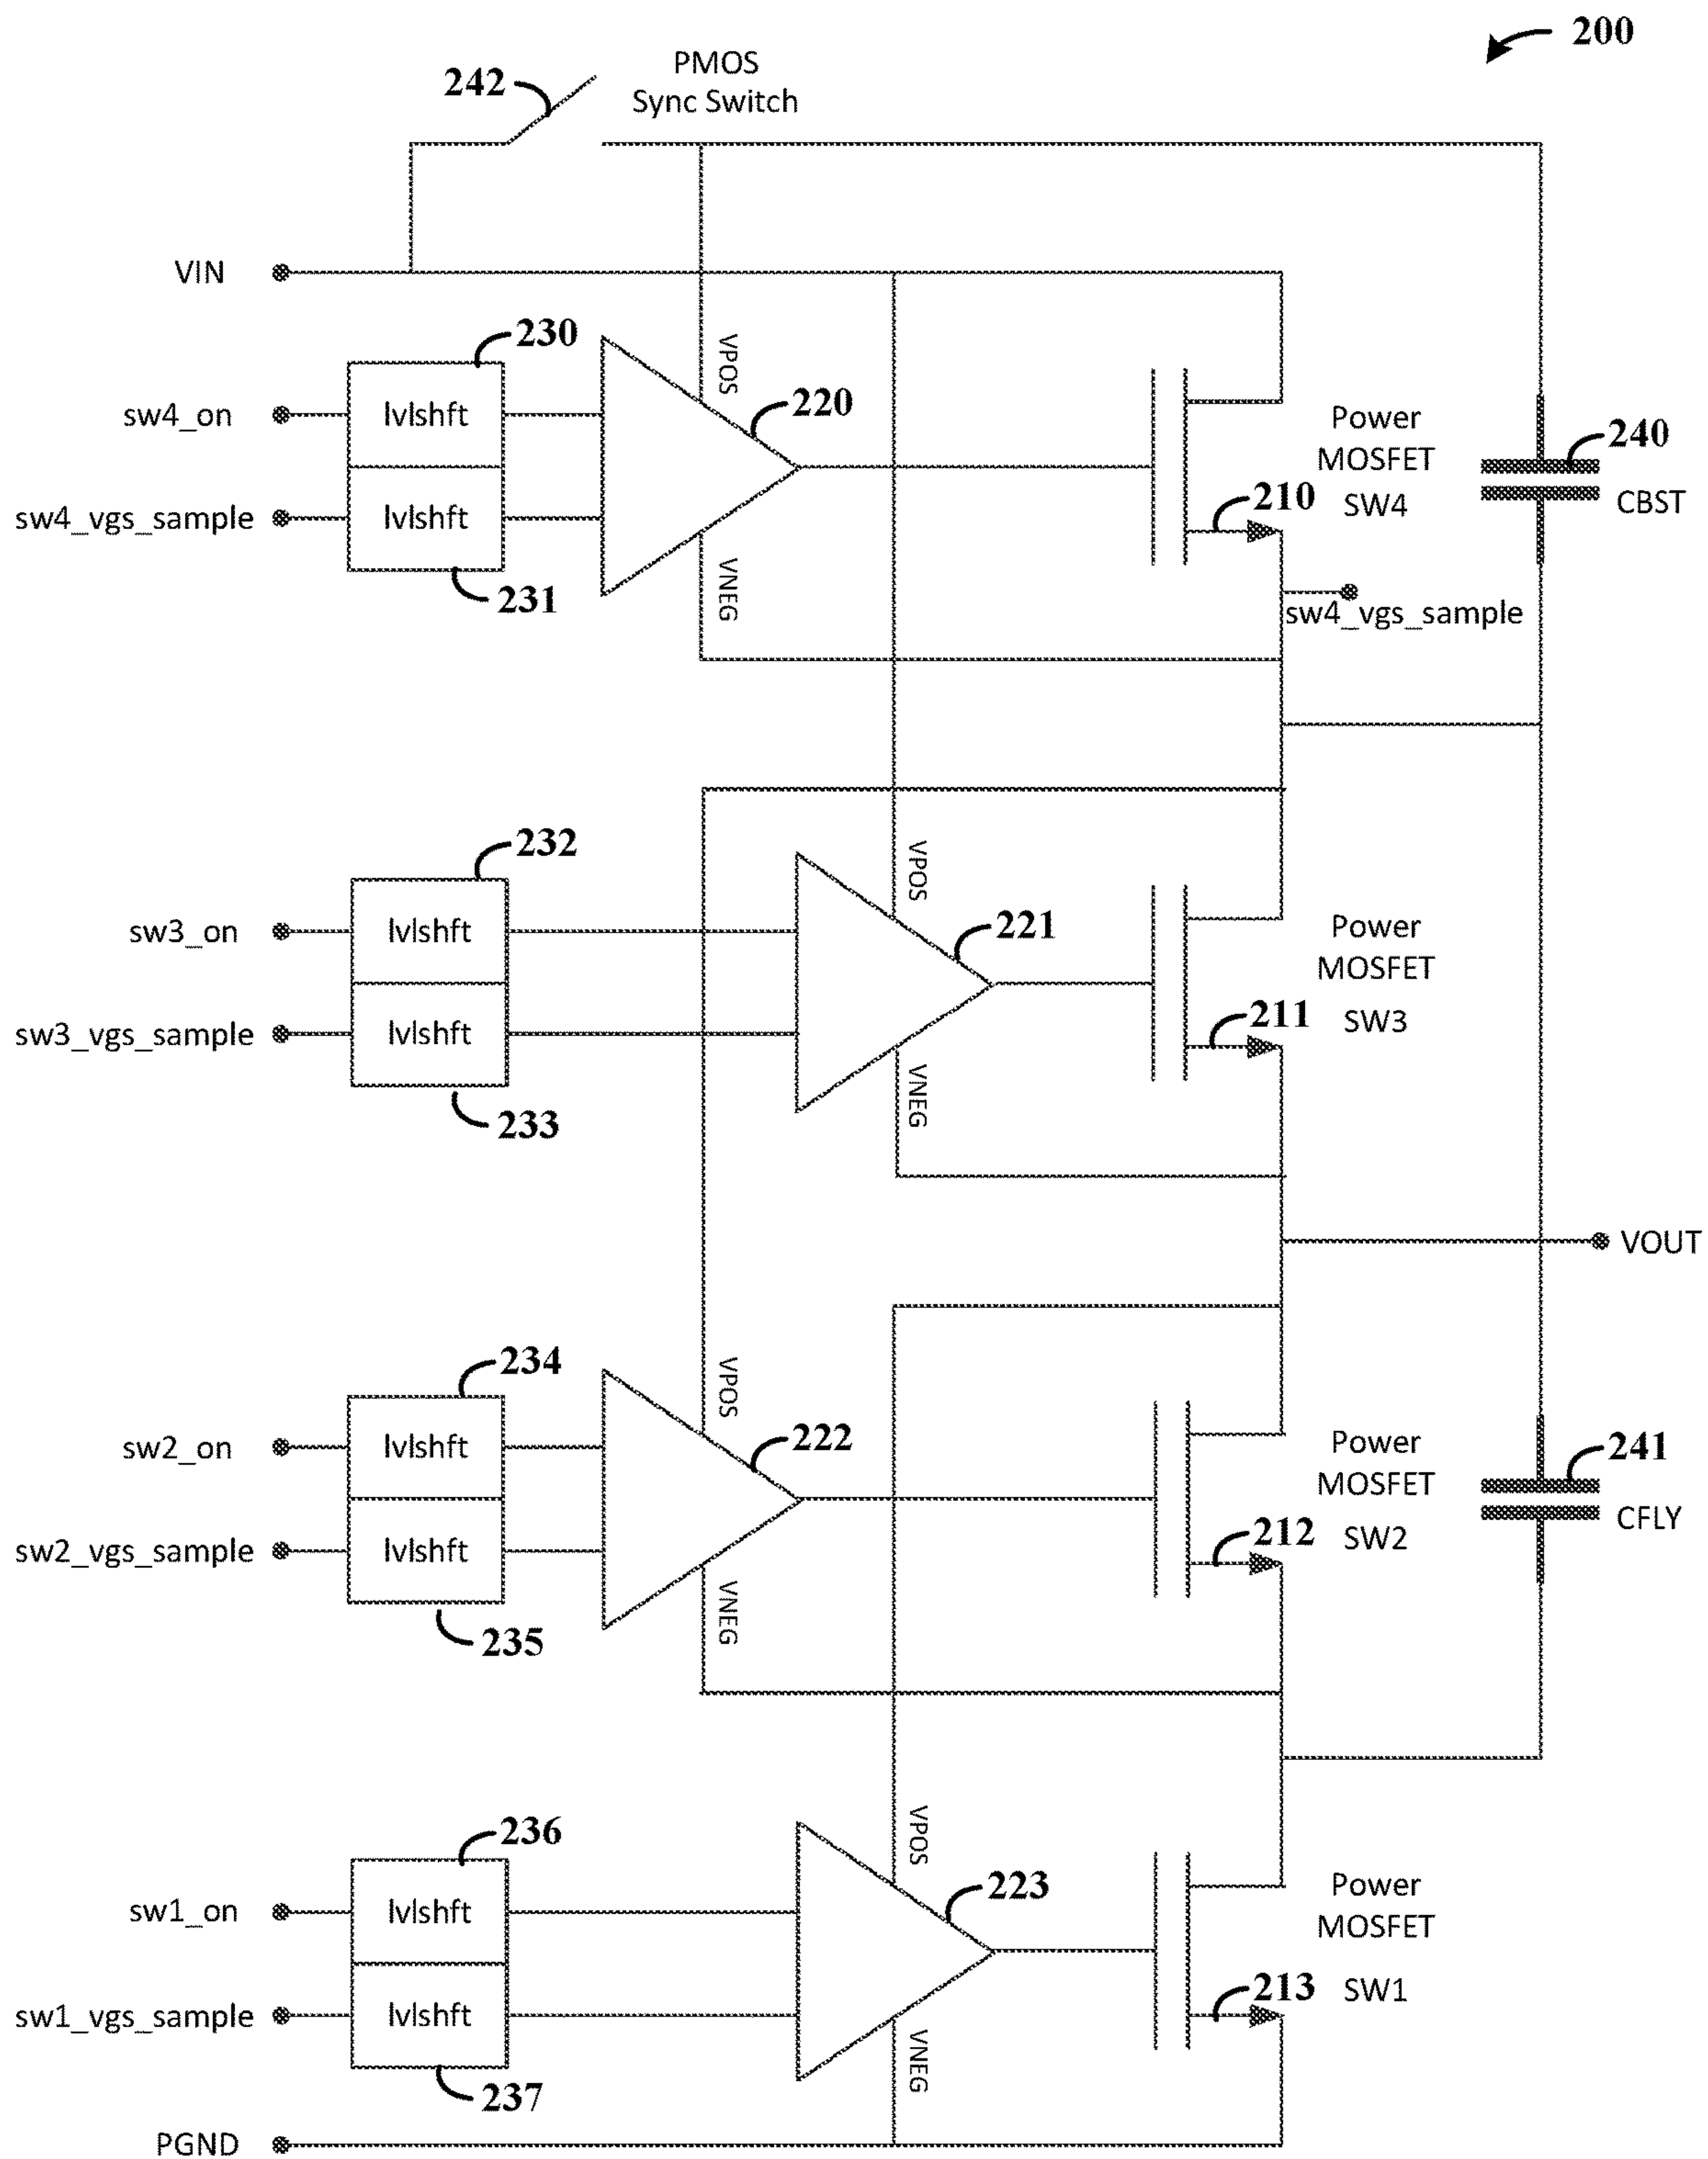 200
242
PMOS
Sync Switch
VIN
230
sw4_on
lvlshft
VPOS
220
Power
MOSFET
SW4
240
CBST
210
sw4_vgs_sample
lvlshft
231
VNEG
sw4_vgs_sample
232
sw3_on
lvlshft
VPOS
221
Power
MOSFET
SW3
211
sw3_vgs_sample
lvlshft
233
VNEG
VOUT
234
sw2_on
lvlshft
VPOS
222
Power
MOSFET
SW2
241
CFLY
212
sw2_vgs_sample
lvlshft
235
VNEG
236
sw1_on
lvlshft
VPOS
223
Power
MOSFET
SW1
213
sw1_vgs_sample
lvlshft
237
VNEG
PGND